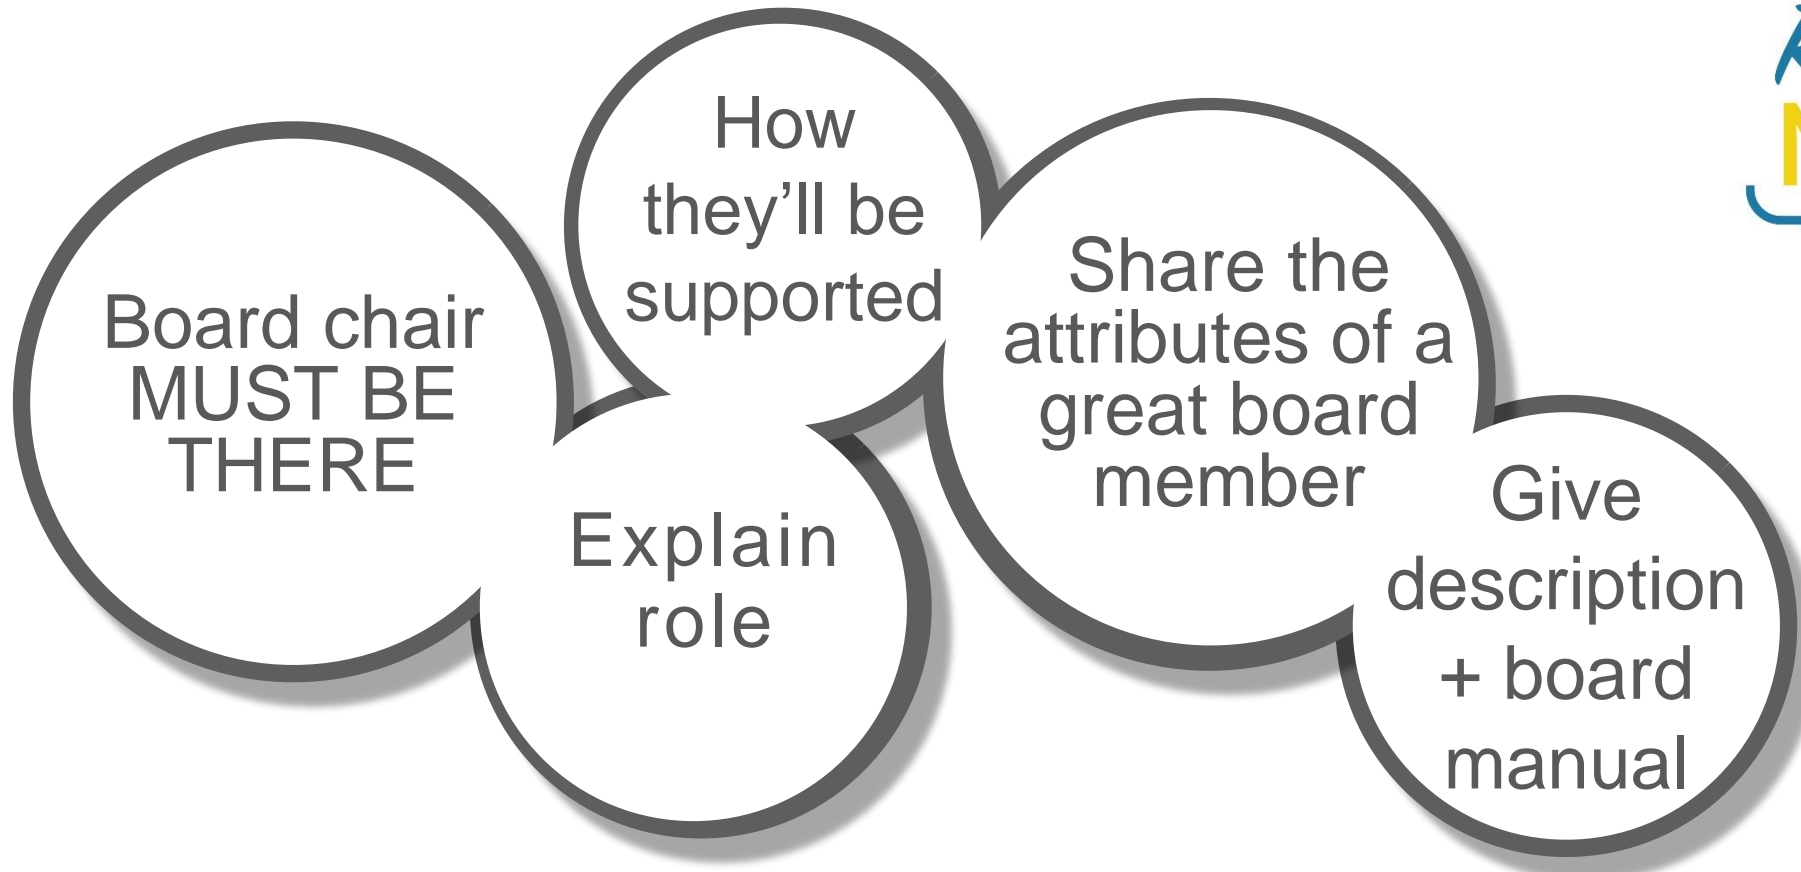 Board chair
MUST BE
THERE
How
they’ll be
supported
Explain
role
Share the
attributes of a
great board
member
Give
description
+ board
manual